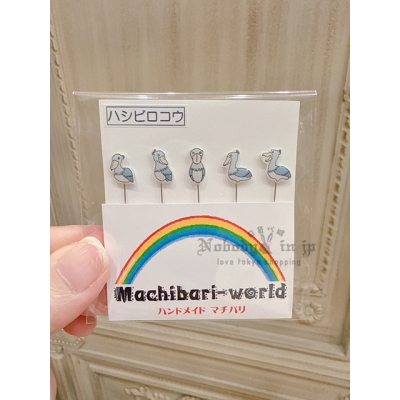 ハシビロコウ
Nobody in jp
love tokyo shopping
Machibari-world
ハンドメイド マチバリ